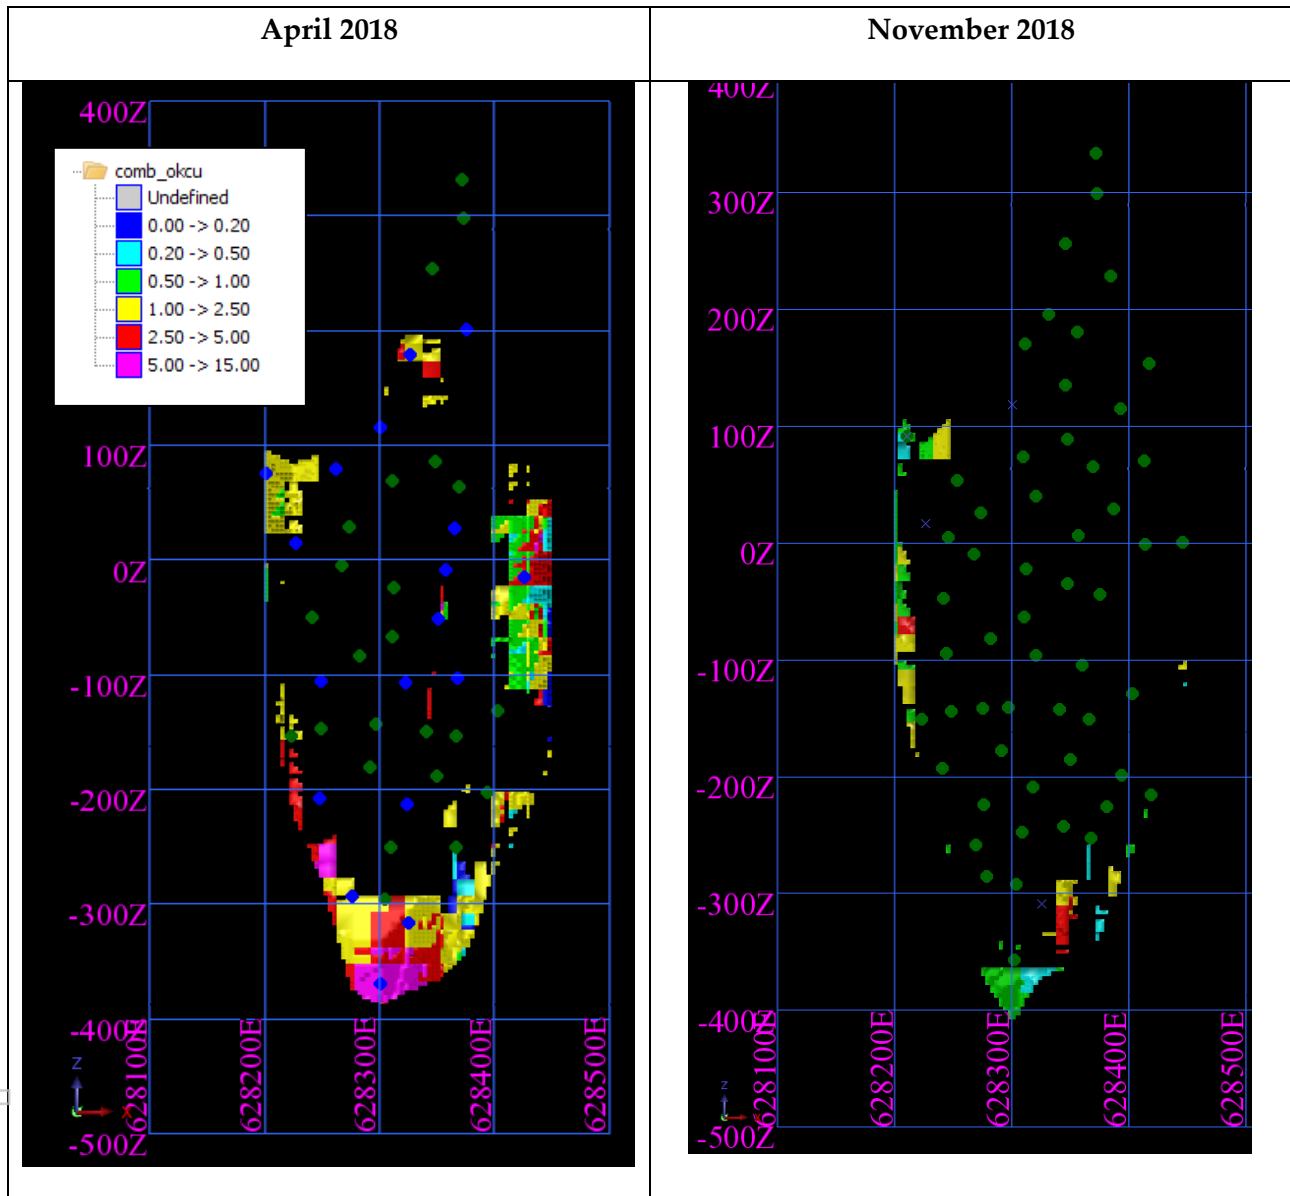 April 2018
November 2018
400Z
comb_okcu
Undefined
0.00 -> 0.20
0.20 -> 0.50
0.50 -> 1.00
1.00 -> 2.50
2.50 -> 5.00
5.00 -> 15.00
100Z
0Z
-100Z
-200Z
-300Z
-400Z
-500Z
628100E
628200E
628300E
628400E
628500E
Z
X
400Z
300Z
200Z
100Z
0Z
-100Z
-200Z
-300Z
-400Z
-500Z
628100E
628200E
628300E
628400E
628500E
Z